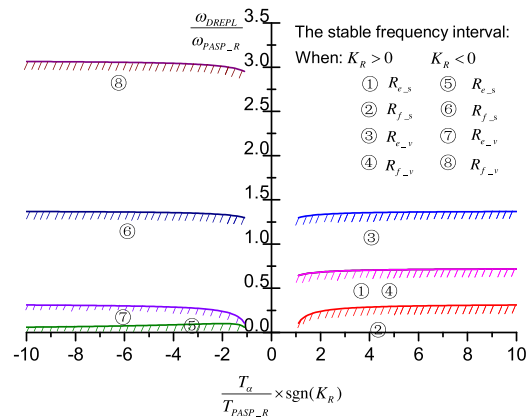 ω_DREPL / ω_PASP_R
The stable frequency interval:
When: K_R > 0 K_R < 0
① R_e_s ⑤ R_e_s
② R_f_s ⑥ R_f_s
③ R_e_v ⑦ R_e_v
④ R_f_v ⑧ R_f_v
3.5
3.0
2.5
2.0
1.5
1.0
0.5
0.0
⑧
⑥
③
① ④
⑦
⑤
②
-10 -8 -6 -4 -2 0 2 4 6 8 10
T_α / T_PASP_R × sgn(K_R)